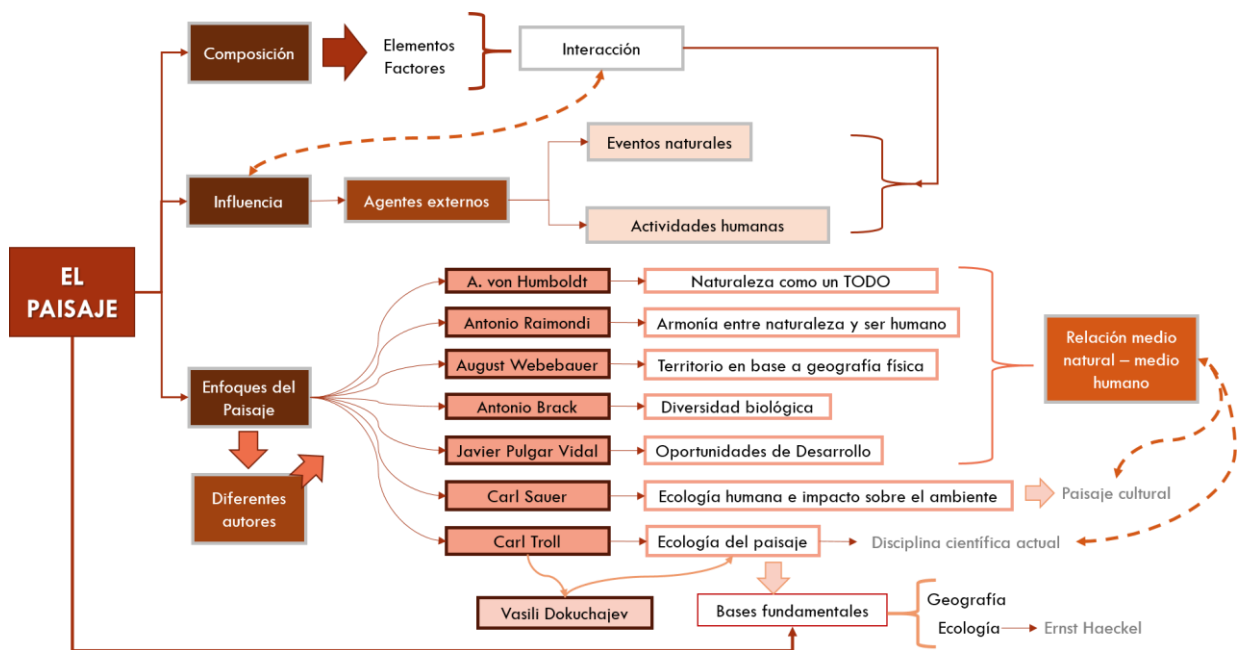 Composición
Elementos
Factores
Interacción
Eventos naturales
Influencia
Agentes externos
Actividades humanas
EL
PAISAJE
A. von Humboldt
Naturaleza como un TODO
Antonio Raimondi
Armonía entre naturaleza y ser humano
August Webebauer
Territorio en base a geografía física
Relación medio
natural – medio
humano
Enfoques del
Paisaje
Antonio Brack
Diversidad biológica
Javier Pulgar Vidal
Oportunidades de Desarrollo
Diferentes
autores
Carl Sauer
Ecología humana e impacto sobre el ambiente
Paisaje cultural
Carl Troll
Ecología del paisaje
Disciplina científica actual
Vasili Dokuchajev
Bases fundamentales
Geografía
Ecología
Ernst Haeckel